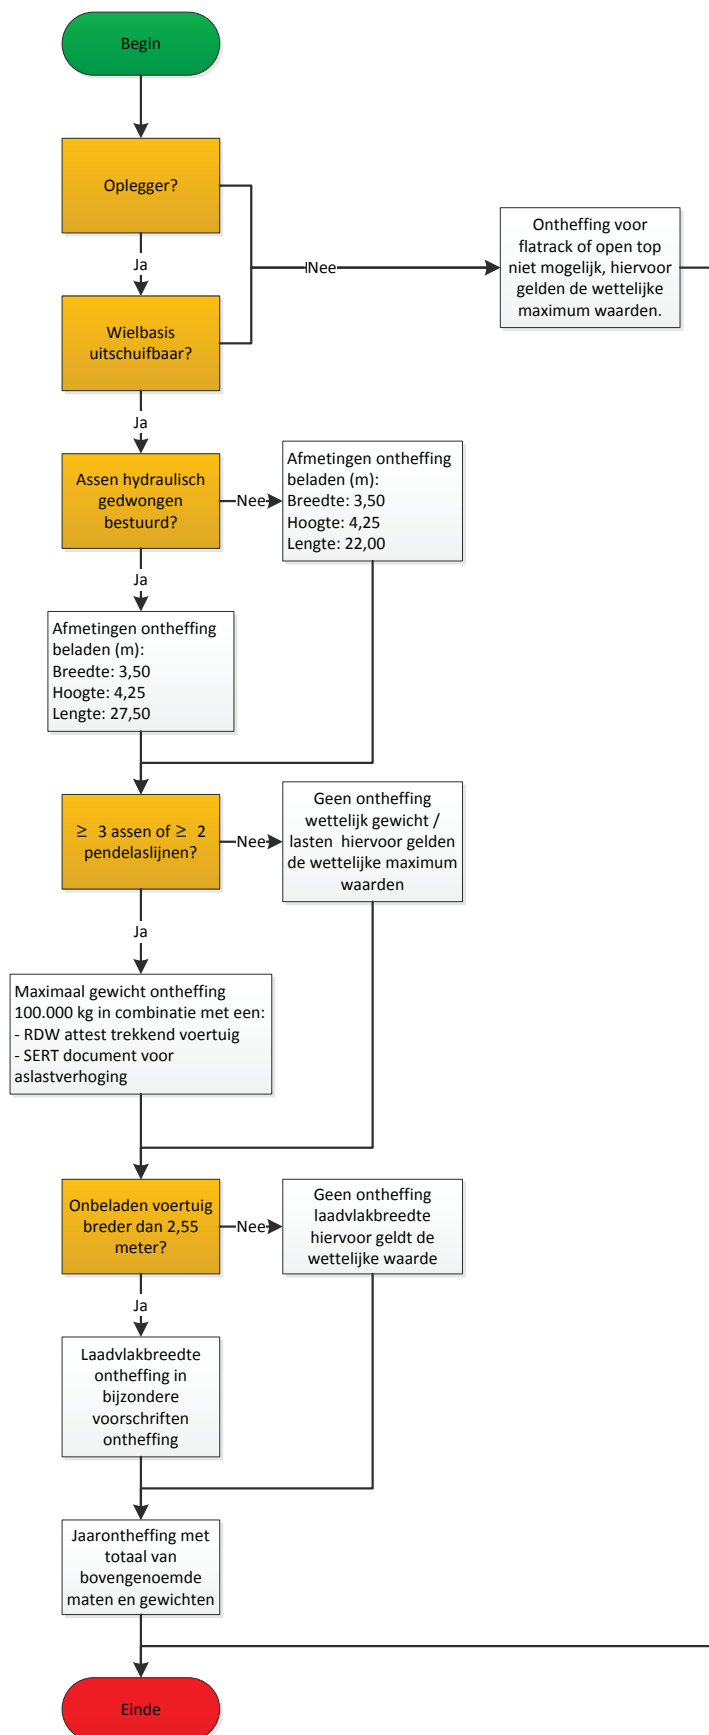 Begin
Oplegger?
Ja
Nee
Ontheffing voor
flatrack of open top
niet mogelijk, hiervoor
gelden de wettelijke
maximum waarden.
Wielbasis
uitschuifbaar?
Ja
Assen hydraulisch
gedwongen
bestuurd?
Nee
Afmetingen ontheffing
beladen (m):
Breedte: 3,50
Hoogte: 4,25
Lengte: 22,00
Ja
Afmetingen ontheffing
beladen (m):
Breedte: 3,50
Hoogte: 4,25
Lengte: 27,50
≥ 3 assen of ≥ 2
pendelaslijnen?
Nee
Geen ontheffing
wettelijk gewicht /
lasten hiervoor gelden
de wettelijke maximum
waarden
Ja
Maximaal gewicht ontheffing
100.000 kg in combinatie met een:
- RDW attest trekkend voertuig
- SERT document voor
aslastverhoging
Onbeladen voertuig
breder dan 2,55
meter?
Nee
Geen ontheffing
laadvlakbreedte
hiervoor geldt de
wettelijke waarde
Ja
Laadvlakbreedte
ontheffing in
bijzondere
voorschriften
ontheffing
Jaarontheffing met
totaal van
bovengenoemde
maten en gewichten
Einde